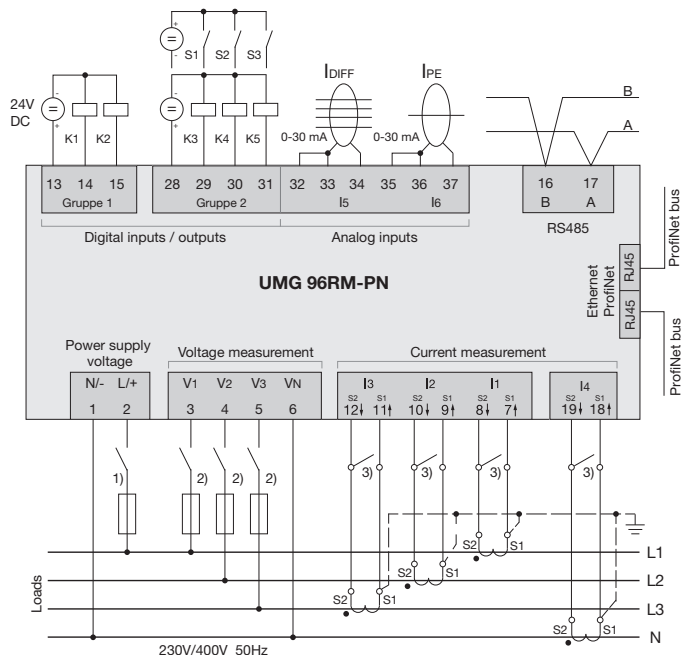 S1 S2 S3
IDIFF IPE
24V
DC
K1 K2 K3 K4 K5
0-30 mA 0-30 mA
B
A
13 14 15 28 29 30 31 32 33 34 35 36 37 16 17
Gruppe 1 Gruppe 2 I5 I6 B A
Digital inputs / outputs Analog inputs RS485
UMG 96RM-PN
Ethernet
ProfiNet
RJ45
RJ45
ProfiNet bus
ProfiNet bus
Power supply
voltage
Voltage measurement Current measurement
N/- L/+ V1 V2 V3 VN I3 I2 I1 I4
S2 S1 S2 S1 S2 S1 S2 S1
1 2 3 4 5 6 12 11 10 9 8 7 19 18
1) 2) 2) 2) 3) 3) 3) 3)
S2 S1
L1
S2 S1
L2
S2 S1
L3
S2 S1
N
Loads
230V/400V 50Hz